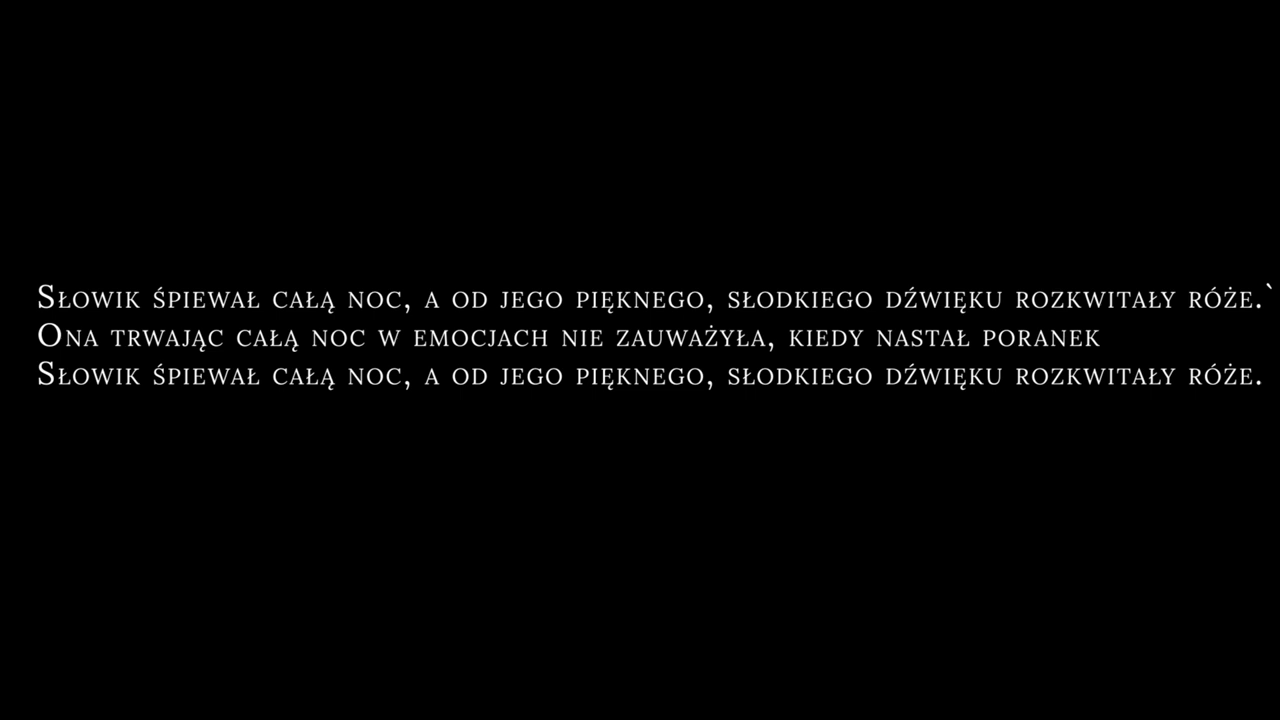 Słowik śpiewał całą noc, a od jego pięknego, słodkiego dźwięku rozkwitały róże.`
Ona trwając całą noc w emocjach nie zauważyła, kiedy nastał poranek
Słowik śpiewał całą noc, a od jego pięknego, słodkiego dźwięku rozkwitały róże.